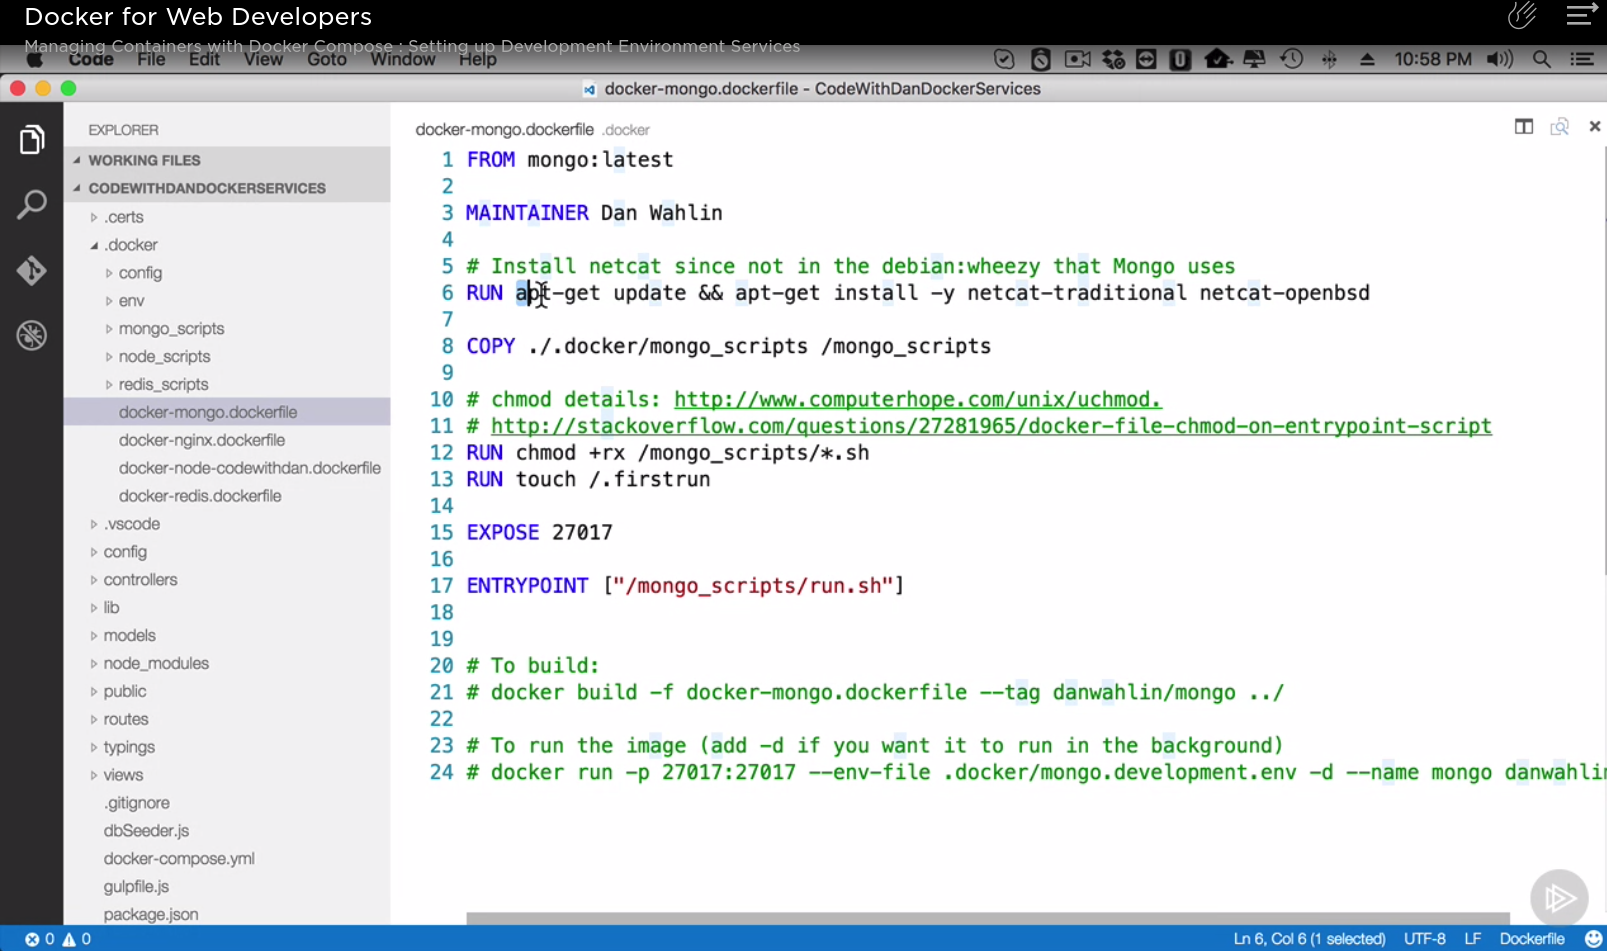 Docker for Web Developers
Managing Containers with Docker Compose : Setting up Development Environment Services
Code File Edit View Goto Window Help 10:58 PM
docker-mongo.dockerfile - CodeWithDanDockerServices
EXPLORER
WORKING FILES
CODEWITHDANDOCKERSERVICES
.certs
.docker
config
env
mongo_scripts
node_scripts
redis_scripts
docker-mongo.dockerfile
docker-nginx.dockerfile
docker-node-codewithdan.dockerfile
docker-redis.dockerfile
.vscode
config
controllers
lib
models
node_modules
public
routes
typings
views
.gitignore
dbSeeder.js
docker-compose.yml
gulpfile.js
package.json
docker-mongo.dockerfile .docker
1 FROM mongo:latest
2
3 MAINTAINER Dan Wahlin
4
5 # Install netcat since not in the debian:wheezy that Mongo uses
6 RUN apt-get update && apt-get install -y netcat-traditional netcat-openbsd
7
8 COPY ./.docker/mongo_scripts /mongo_scripts
9
10 # chmod details: http://www.computerhope.com/unix/uchmod.
11 # http://stackoverflow.com/questions/27281965/docker-file-chmod-on-entrypoint-script
12 RUN chmod +rx /mongo_scripts/*.sh
13 RUN touch /.firstrun
14
15 EXPOSE 27017
16
17 ENTRYPOINT ["/mongo_scripts/run.sh"]
18
19
20 # To build:
21 # docker build -f docker-mongo.dockerfile --tag danwahlin/mongo ../
22
23 # To run the image (add -d if you want it to run in the background)
24 # docker run -p 27017:27017 --env-file .docker/mongo.development.env -d --name mongo danwahlin
0 0
Ln 6, Col 6 (1 selected) UTF-8 LF Dockerfile